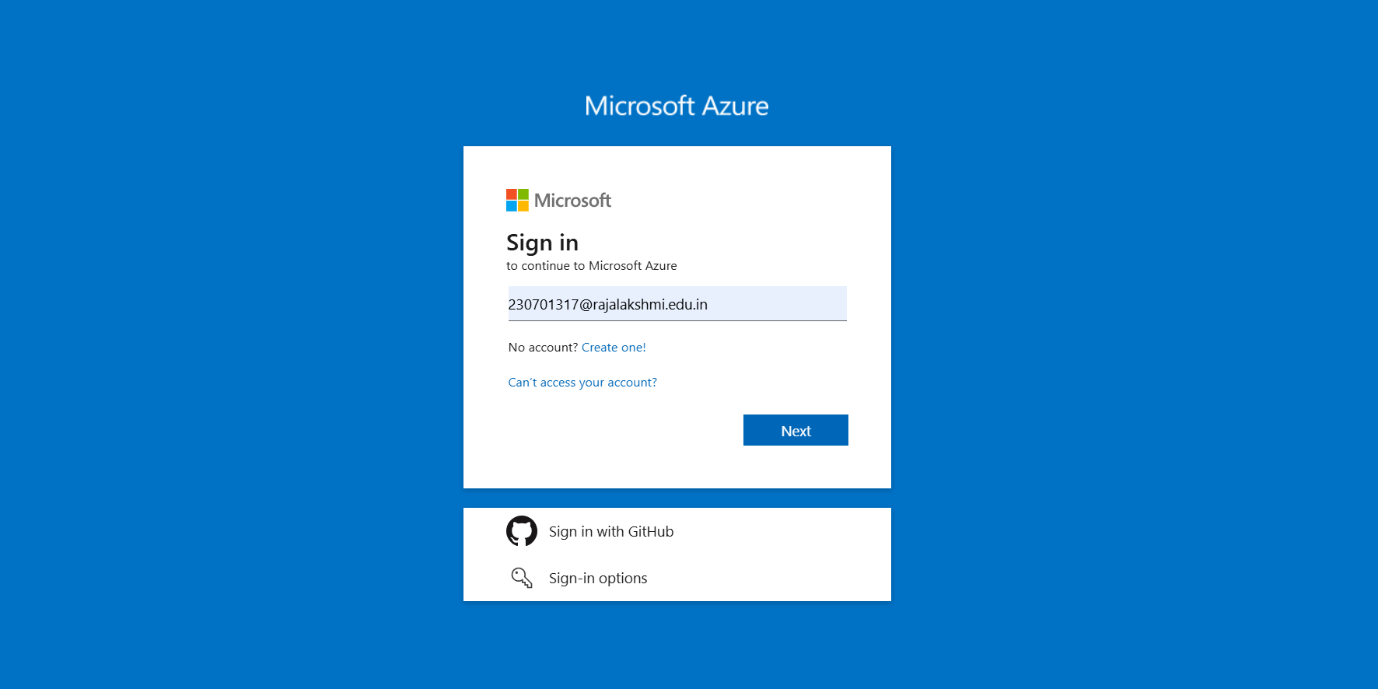 Microsoft Azure
Microsoft
Sign in
to continue to Microsoft Azure
230701317@rajalakshmi.edu.in
No account? Create one!
Can't access your account?
Next
Sign in with GitHub
Sign-in options